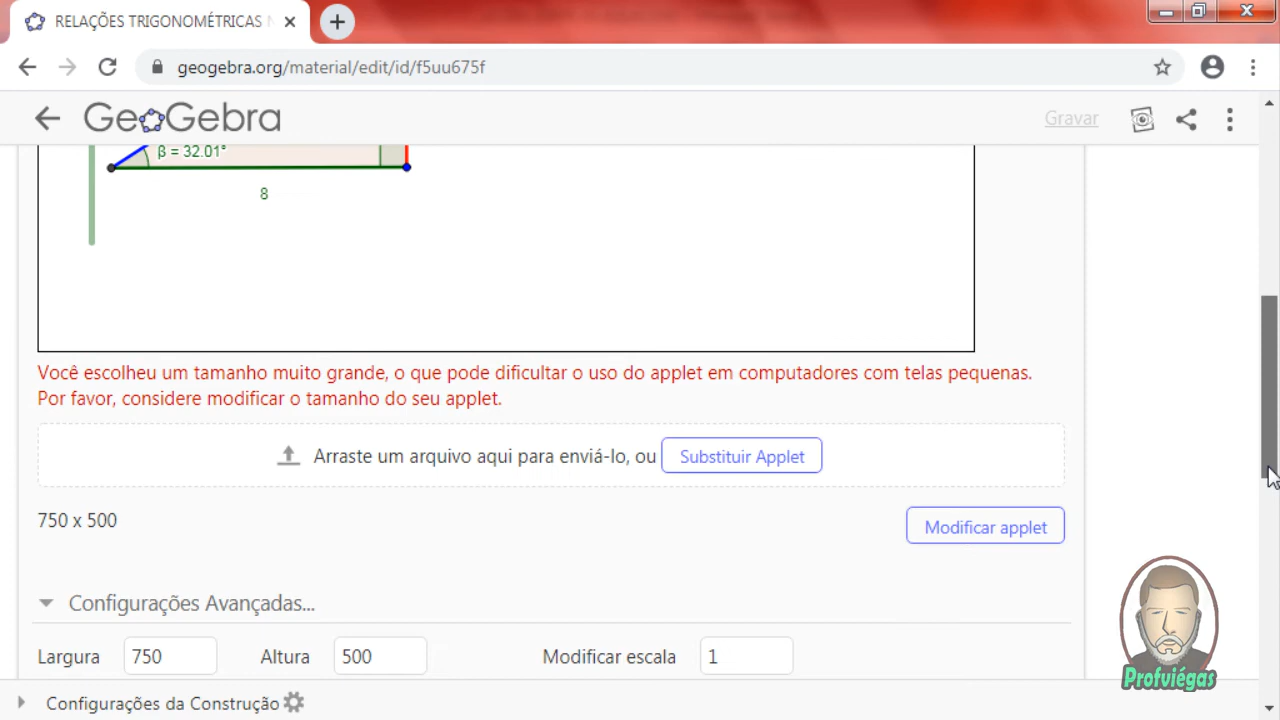 RELAÇÕES TRIGONOMÉTRICAS
geogebra.org/material/edit/id/f5uu675f
GeoGebra
Gravar
β = 32.01°
8
Você escolheu um tamanho muito grande, o que pode dificultar o uso do applet em computadores com telas pequenas.
Por favor, considere modificar o tamanho do seu applet.
Arraste um arquivo aqui para enviá-lo, ou Substituir Applet
750 x 500
Modificar applet
Configurações Avançadas...
Largura 750 Altura 500 Modificar escala 1
Profviégas
Configurações da Construção